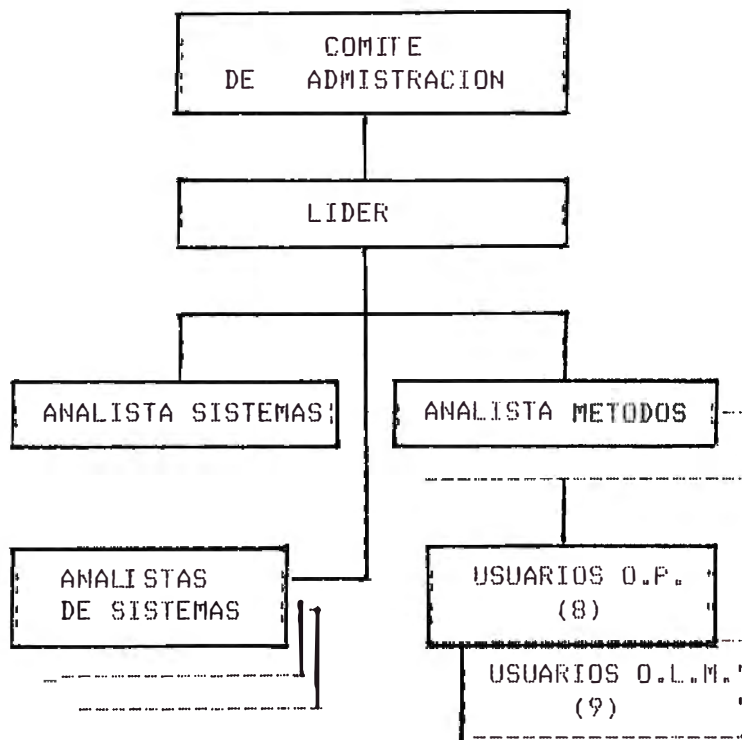 COMITE
DE ADMISTRACION
LIDER
ANALISTA SISTEMAS
ANALISTA METODOS
ANALISTAS
DE SISTEMAS
USUARIOS O.P.
(8)
USUARIOS O.L.M.
(9)